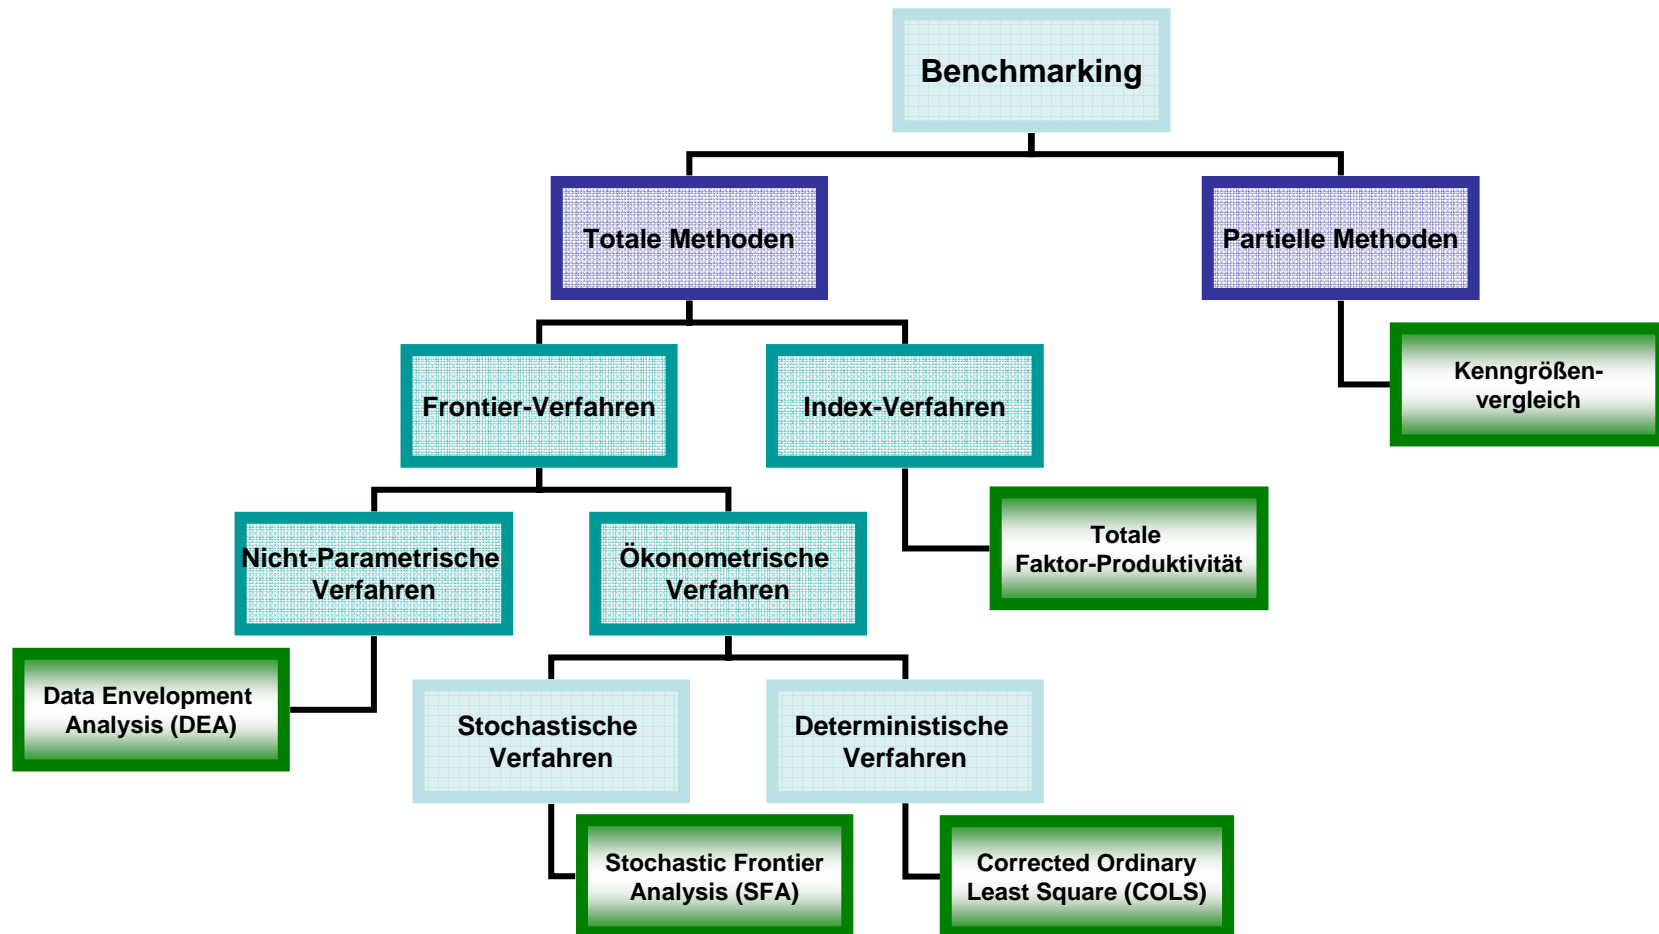 Benchmarking
Totale Methoden
Partielle Methoden
Frontier-Verfahren
Index-Verfahren
Kenngrößen-
vergleich
Nicht-Parametrische
Verfahren
Ökonometrische
Verfahren
Totale
Faktor-Produktivität
Data Envelopment
Analysis (DEA)
Stochastische
Verfahren
Deterministische
Verfahren
Stochastic Frontier
Analysis (SFA)
Corrected Ordinary
Least Square (COLS)